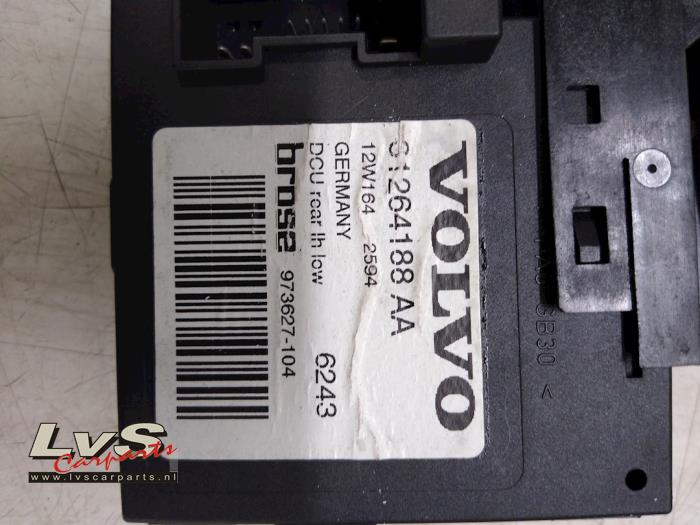 VOLVO
31264188 AA
12W164 2594
GERMANY
DCU rear lh low
6243
brose 973627-104
GB30 <
LvS
Carparts
www.lvscarparts.nl